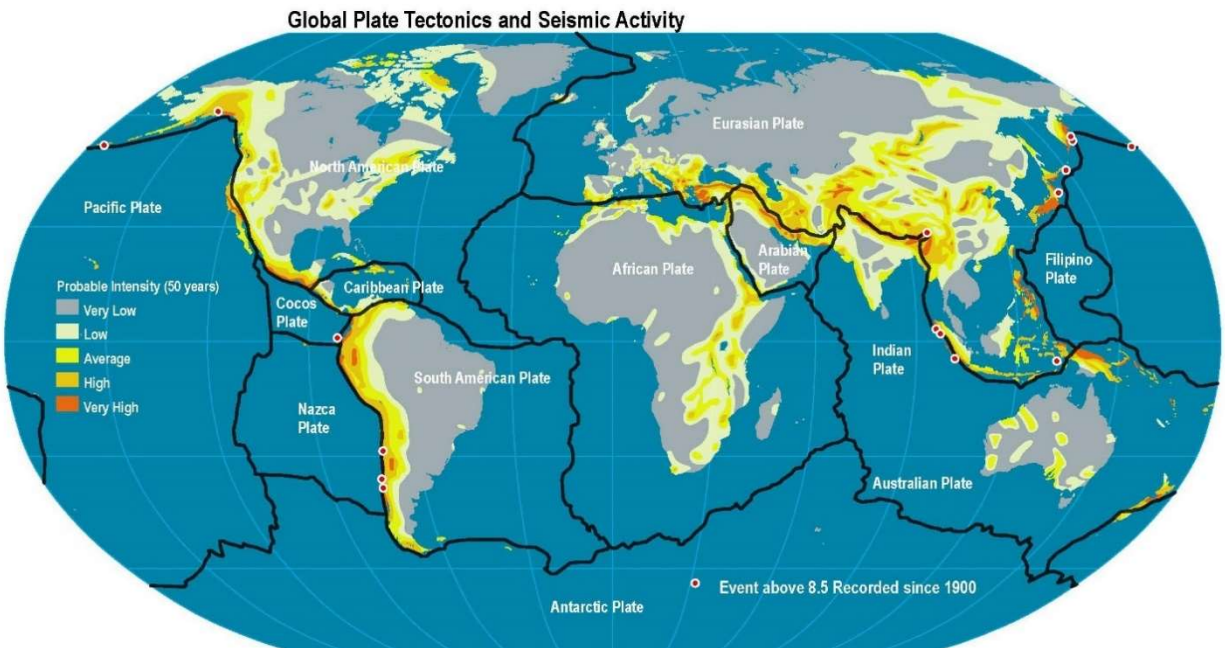 Global Plate Tectonics and Seismic Activity
Eurasian Plate
North American Plate
Pacific Plate
Arabian
Plate
African Plate
Filipino
Plate
Probable Intensity (50 years)
Very Low
Low
Average
High
Very High
Caribbean Plate
Cocos
Plate
Indian
Plate
South American Plate
Nazca
Plate
Australian Plate
Event above 8.5 Recorded since 1900
Antarctic Plate